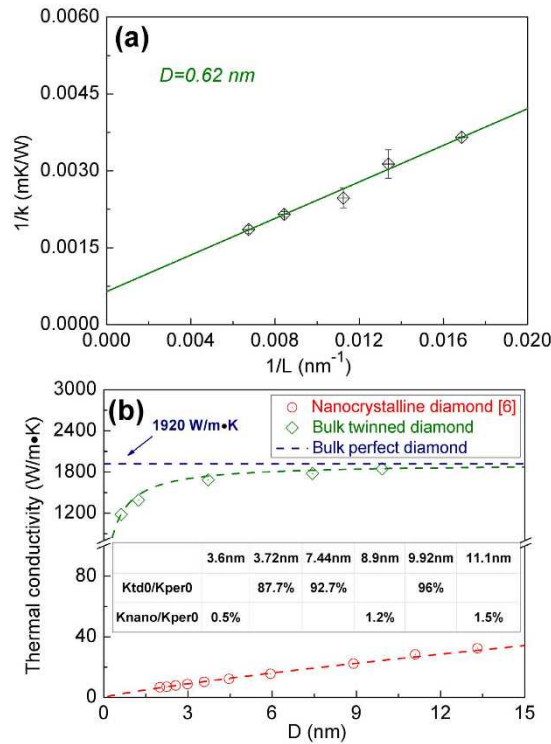 0.0060
(a)
D=0.62 nm
0.0045
0.0030
0.0015
0.0000
1/k (mK/W)
0.000 0.004 0.008 0.012 0.016 0.020
1/L (nm⁻¹)
3000
(b)
Nanocrystalline diamond [6]
Bulk twinned diamond
Bulk perfect diamond
2400
1920 W/m•K
1800
1200
Thermal conductivity (W/m•K)
3.6nm 3.72nm 7.44nm 8.9nm 9.92nm 11.1nm
Ktd0/Kper0 87.7% 92.7% 96%
Knano/Kper0 0.5% 1.2% 1.5%
80
40
0
0 3 6 9 12 15
D (nm)